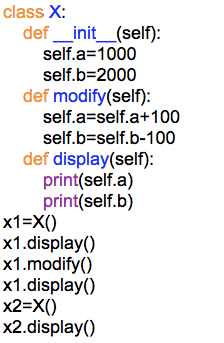 class X:
    def __init__(self):
        self.a=1000
        self.b=2000
    def modify(self):
        self.a=self.a+100
        self.b=self.b-100
    def display(self):
        print(self.a)
        print(self.b)
x1=X()
x1.display()
x1.modify()
x1.display()
x2=X()
x2.display()